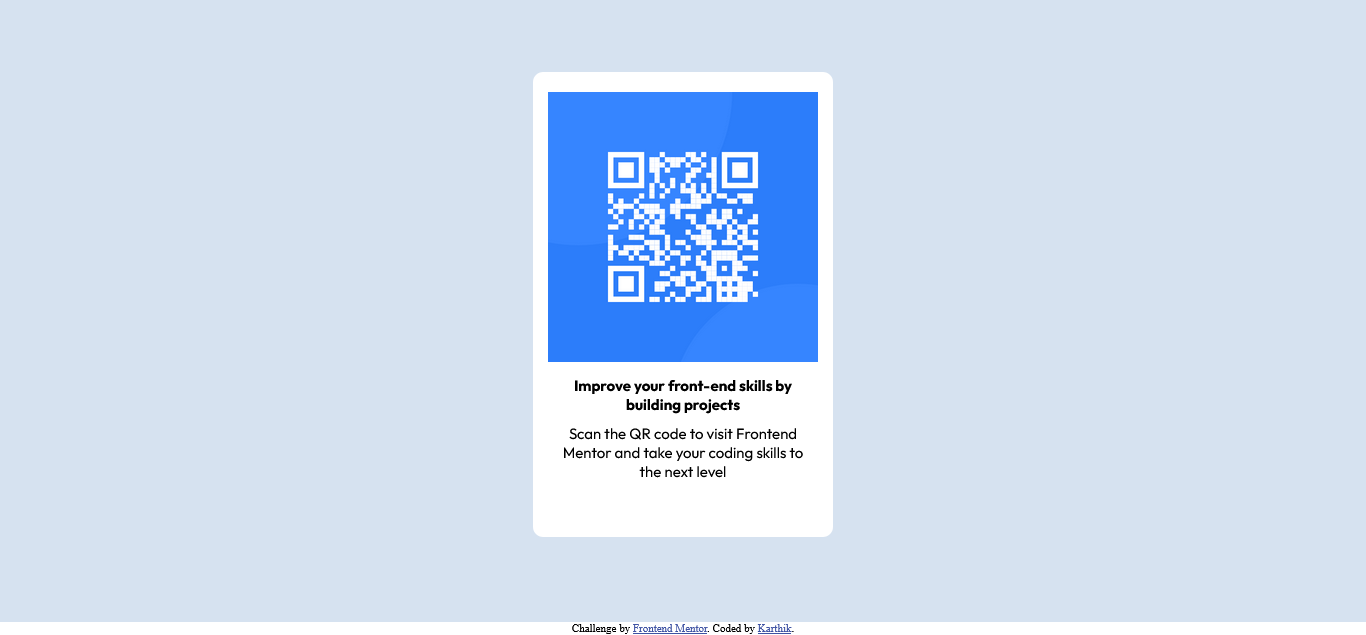 Improve your front-end skills by
building projects
Scan the QR code to visit Frontend
Mentor and take your coding skills to
the next level
Challenge by Frontend Mentor. Coded by Karthik.